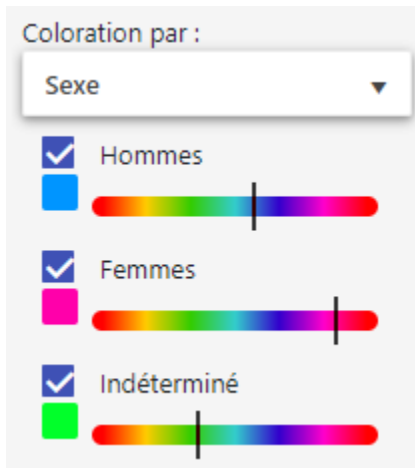 Coloration par :
Sexe
Hommes
Femmes
Indéterminé